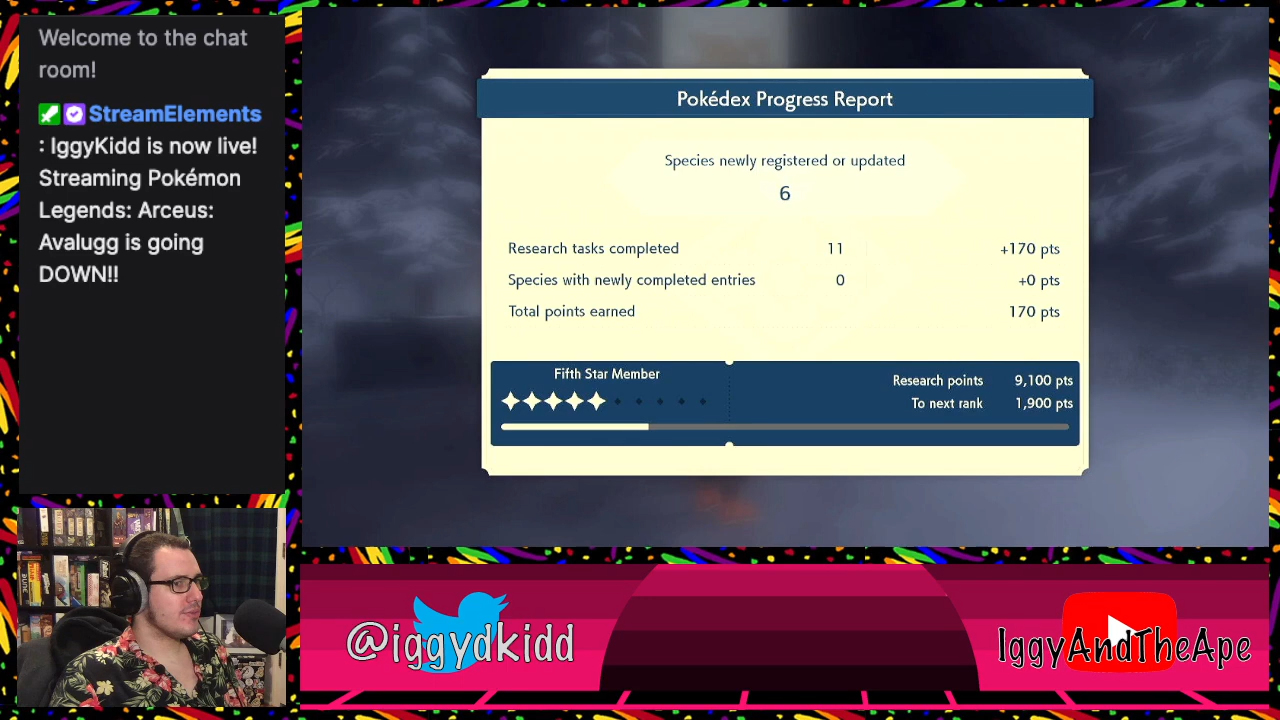 Welcome to the chat
room!
StreamElements
: IggyKidd is now live!
Streaming Pokémon
Legends: Arceus:
Avalugg is going
DOWN!!
Pokédex Progress Report
Species newly registered or updated
6
Research tasks completed 11 +170 pts
Species with newly completed entries 0 +0 pts
Total points earned 170 pts
Fifth Star Member
Research points 9,100 pts
To next rank 1,900 pts
@iggydkidd
IggyAndTheApe